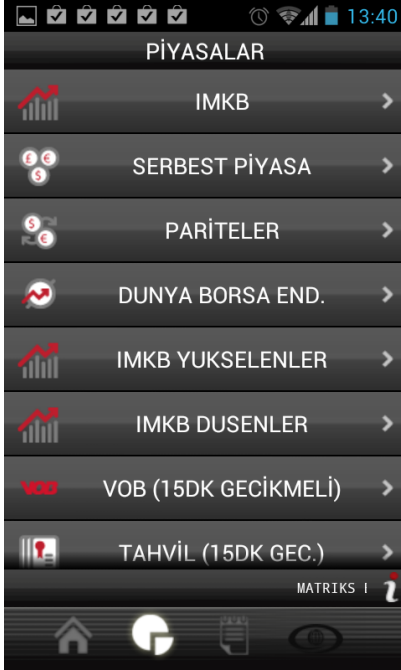 13:40
PİYASALAR
IMKB
SERBEST PİYASA
PARİTELER
DUNYA BORSA END.
IMKB YUKSELENLER
IMKB DUSENLER
VOB
VOB (15DK GECİKMELİ)
TAHVİL (15DK GEC.)
MATRIKS I